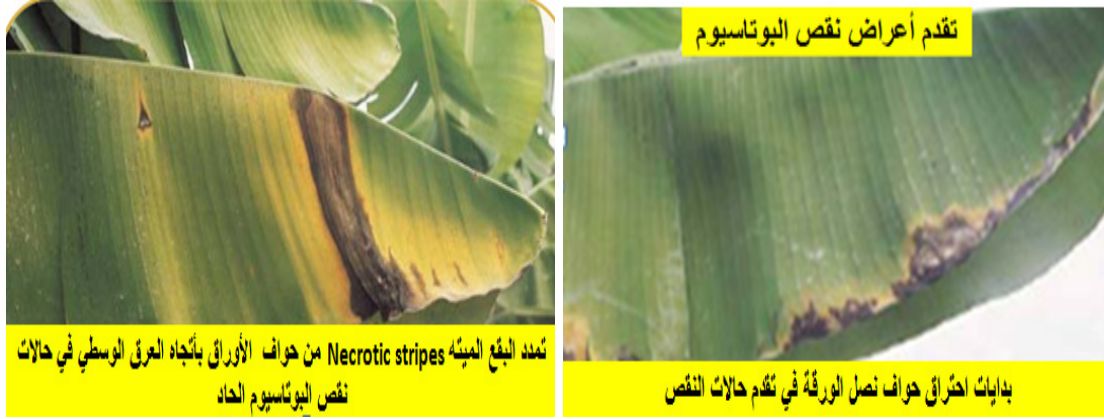 تقدم أعراض نقص البوتاسيوم
بدايات احتراق حواف نصل الورقة في تقدم حالات النقص
تمدد البقع الميته Necrotic stripes من حواف الأوراق بأتجاه العرق الوسطي في حالات
نقص البوتاسيوم الحاد